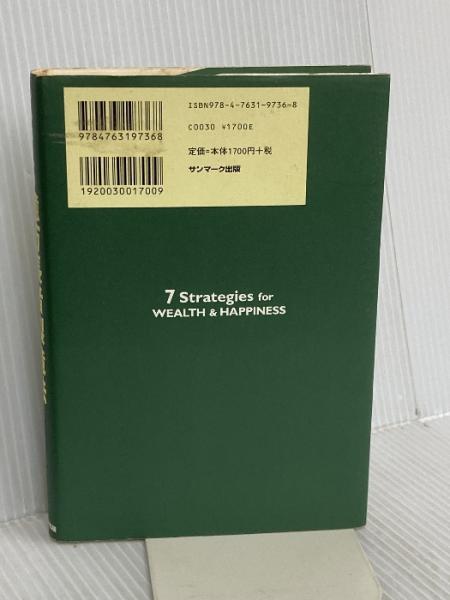 ISBN978-4-7631-9736-8
C0030 ¥1700E
定価=本体1700円+税
サンマーク出版
9784763197368
1920030017009
7 Strategies for
WEALTH & HAPPINESS